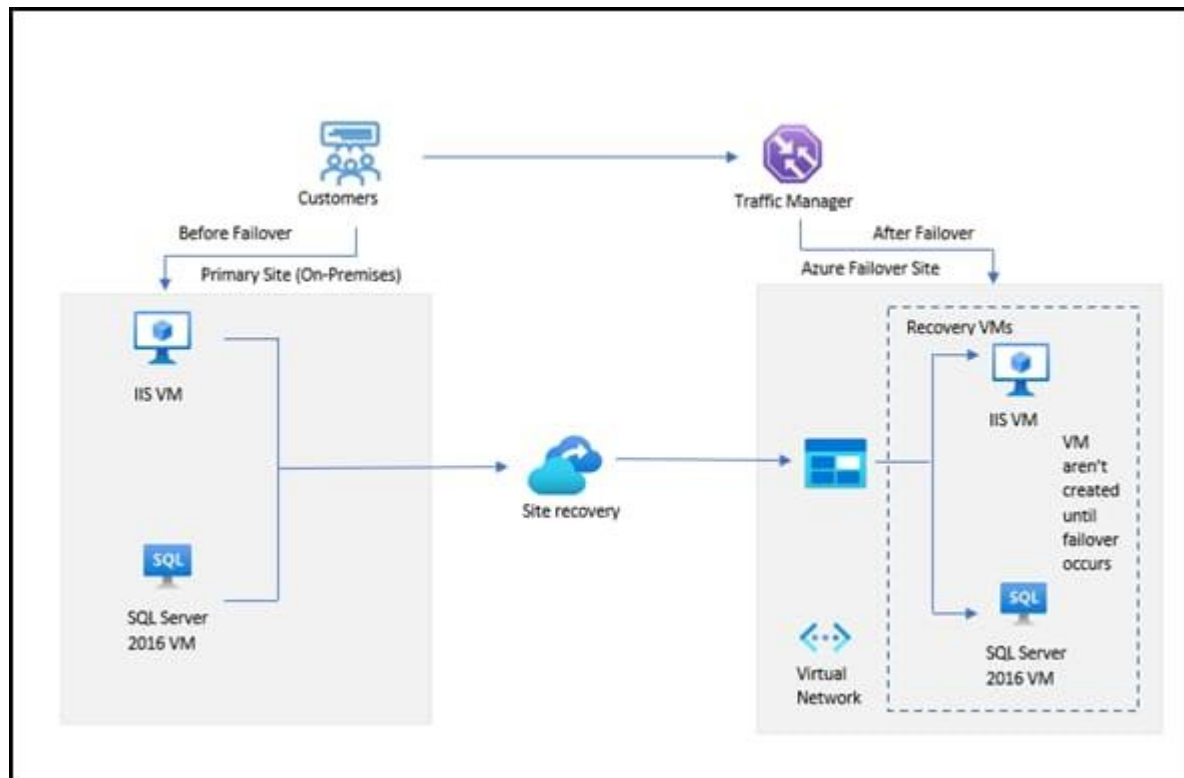 Customers
Traffic Manager
Before Failover
After Failover
Primary Site (On-Premises)
Azure Failover Site
IIS VM
SQL
SQL Server
2016 VM
Site recovery
Recovery VMs
IIS VM
VM
aren't
created
until
failover
occurs
SQL
SQL Server
2016 VM
Virtual
Network